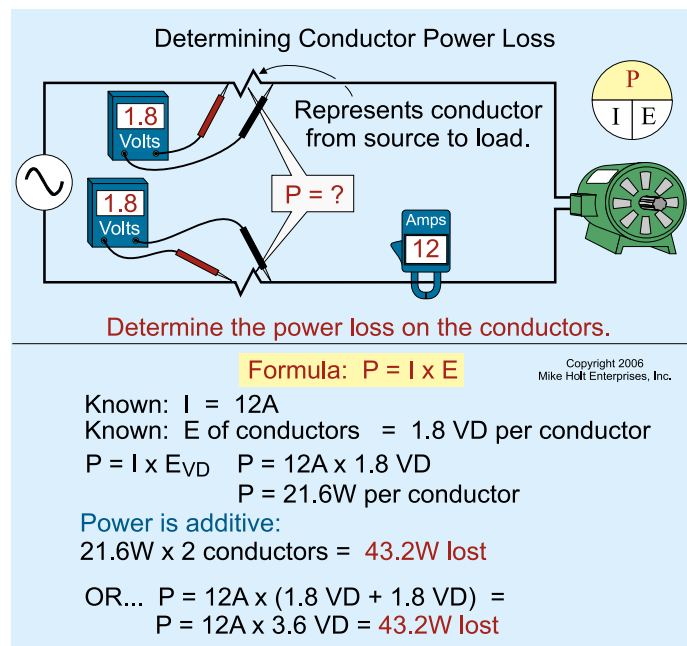 Determining Conductor Power Loss
P
I E
1.8
Volts
Represents conductor
from source to load.
P = ?
1.8
Volts
Amps
12
Determine the power loss on the conductors.
Formula: P = I x E
Copyright 2006
Mike Holt Enterprises, Inc.
Known: I = 12A
Known: E of conductors = 1.8 VD per conductor
P = I x EVD P = 12A x 1.8 VD
P = 21.6W per conductor
Power is additive:
21.6W x 2 conductors = 43.2W lost
OR... P = 12A x (1.8 VD + 1.8 VD) =
P = 12A x 3.6 VD = 43.2W lost